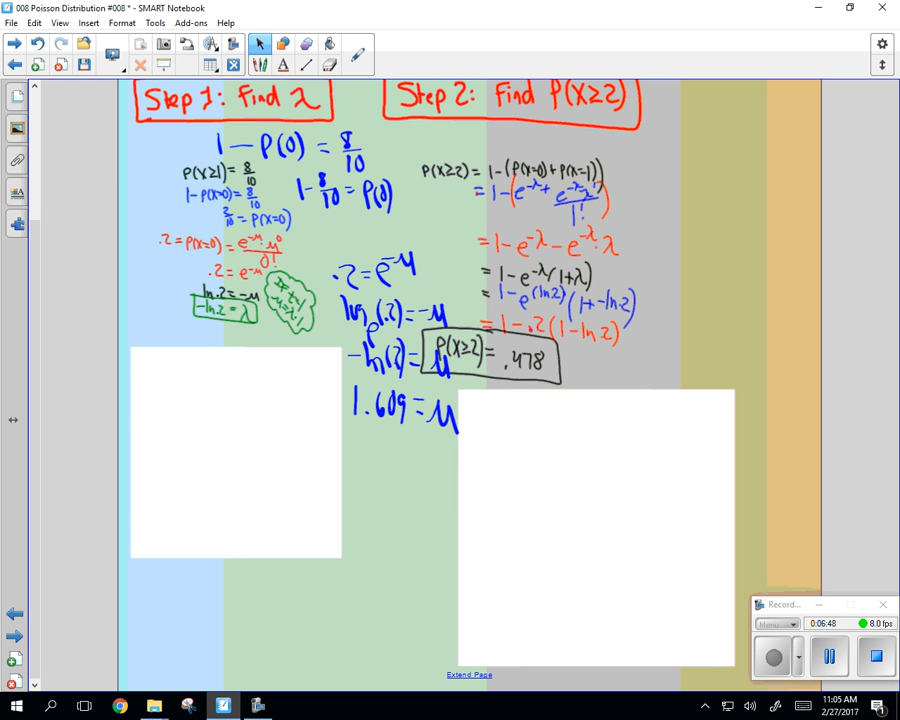 008 Poisson Distribution #008 * - SMART Notebook
File Edit View Insert Format Tools Add-ons Help
Step 1: Find λ
Step 2: Find P(X≥2)
1 - P(0) = 8/10
P(X≥1) = 8/10
1-P(X=0) = 8/10
2/10 = P(X=0)
1 - 8/10 = P(0)
.2 = P(X=0) = e^-μ · μ^0 / 0!
.2 = e^-μ
ln .2 = -μ
-ln .2 = λ
.2 = e^-μ
log e (.2) = -μ
-ln(.2) = μ
1.609 = μ
P(X≥2) = 1-(P(X=0) + P(X=1))
= 1-(e^-λ + e^-λ λ^1 / 1!)
= 1 - e^-λ - e^-λ · λ
= 1 - e^-λ (1+λ)
= 1 - e^(ln .2) (1 + -ln .2)
= 1 - .2 (1 - ln .2)
P(X≥2) = .478
Extend Page
Record...
Menu
0:06:48
8.0 fps
11:05 AM
2/27/2017